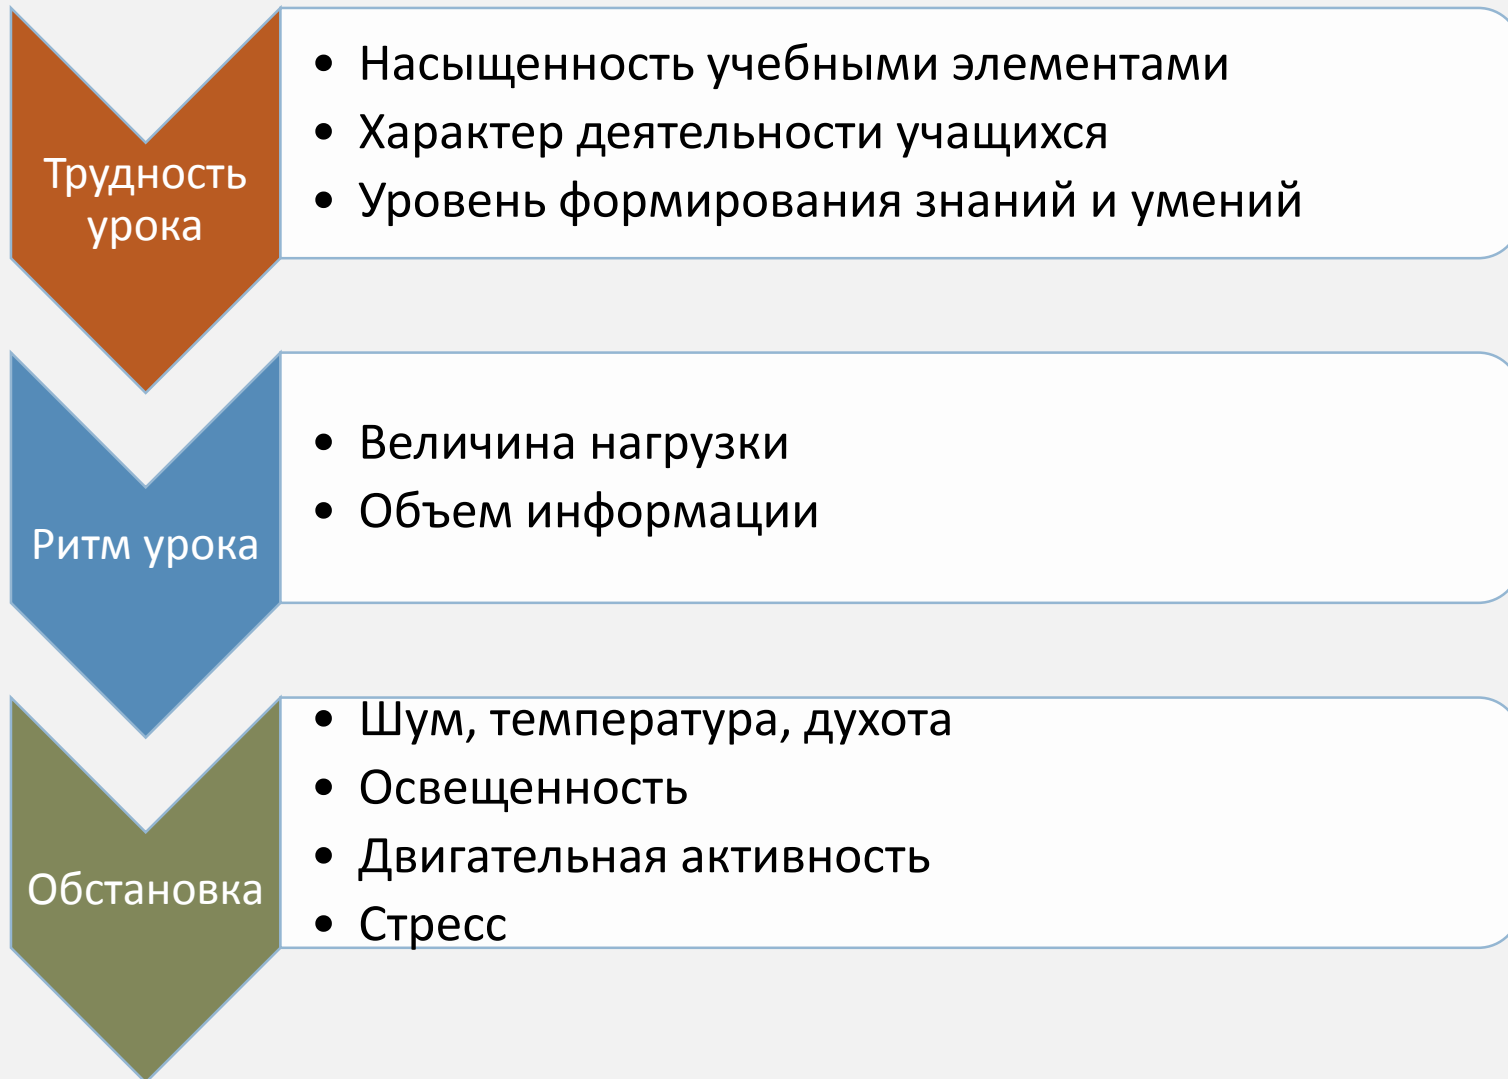 Трудность
урока
• Насыщенность учебными элементами
• Характер деятельности учащихся
• Уровень формирования знаний и умений
Ритм урока
• Величина нагрузки
• Объем информации
Обстановка
• Шум, температура, духота
• Освещенность
• Двигательная активность
• Стресс